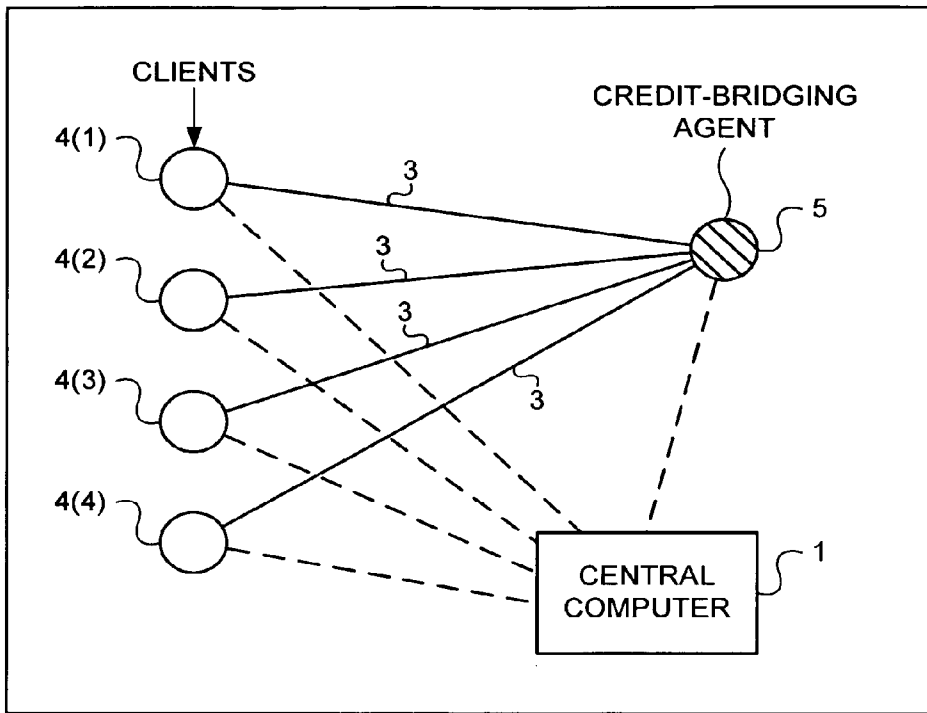 CLIENTS
CREDIT-BRIDGING
AGENT
4(1)
3
5
4(2)
3
3
3
4(3)
4(4)
1
CENTRAL
COMPUTER